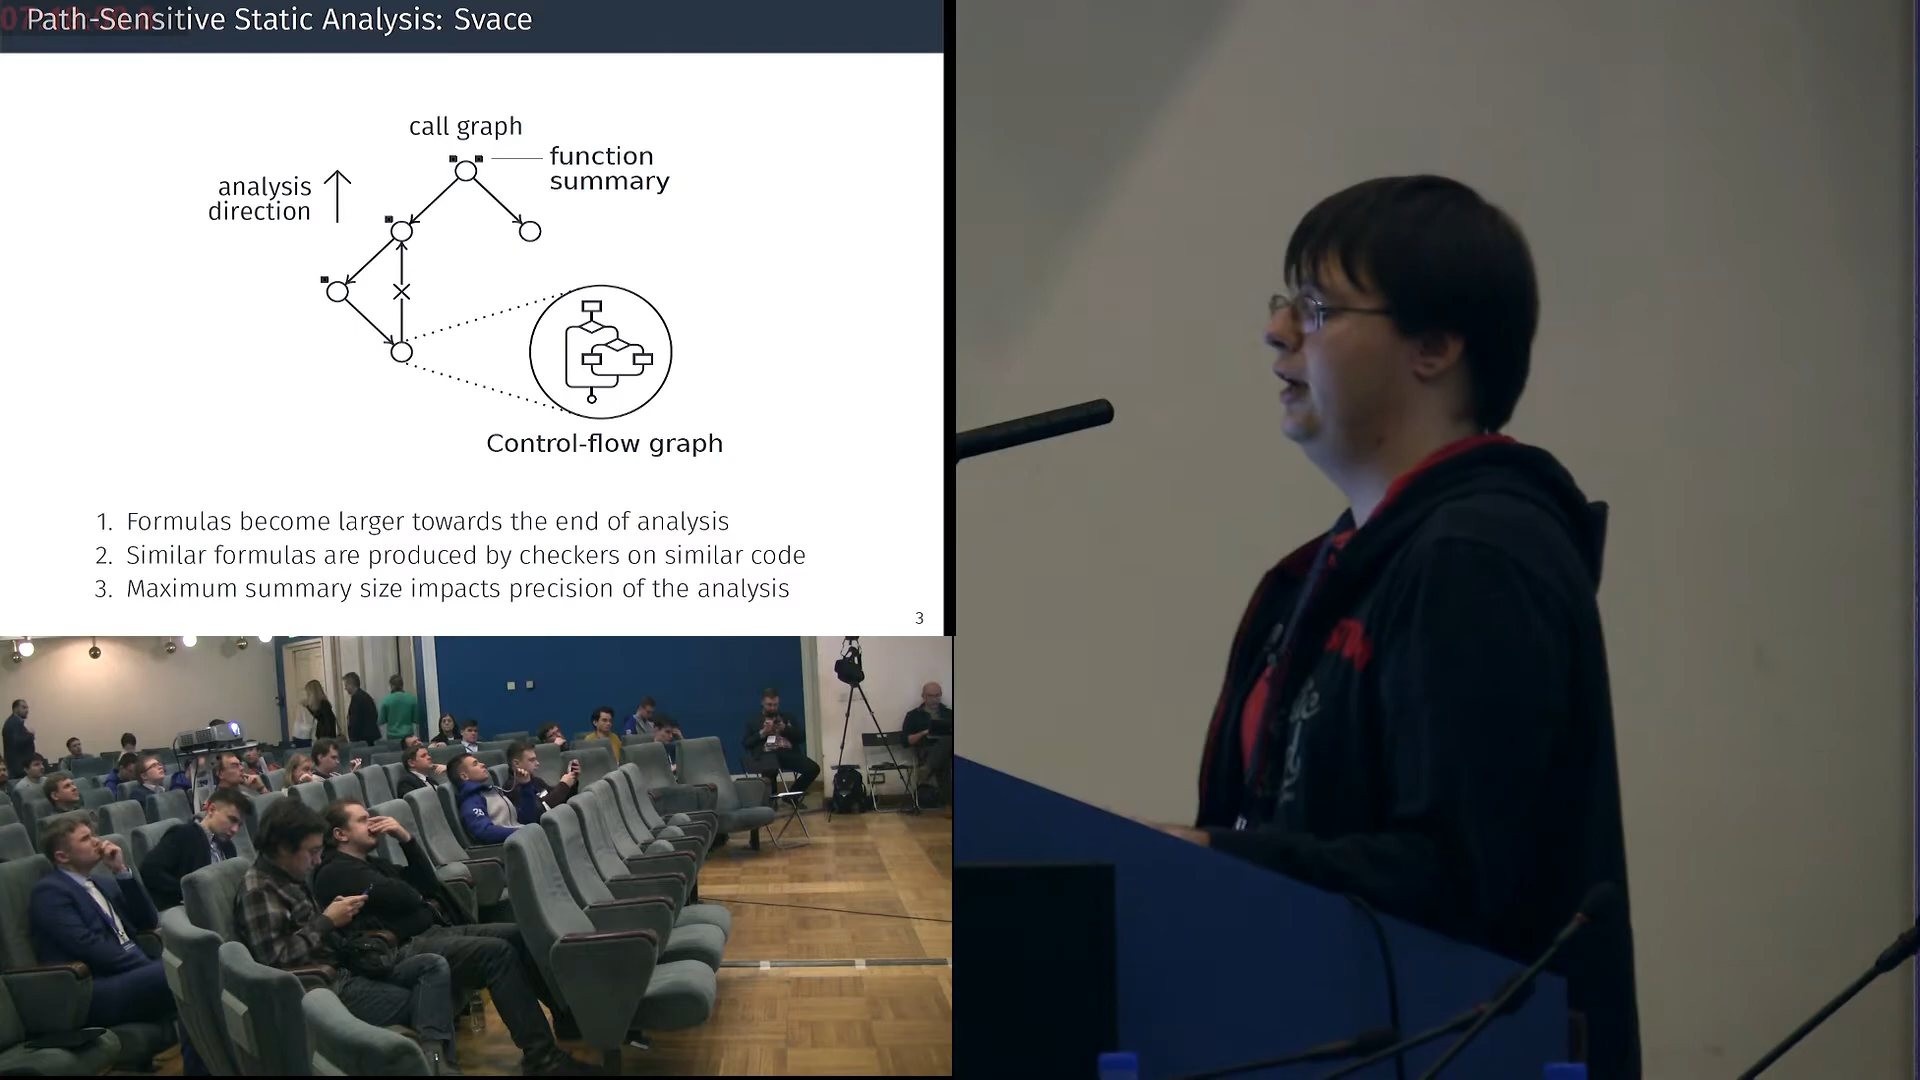 Path-Sensitive Static Analysis: Svace
call graph
function
summary
analysis
direction
Control-flow graph
1. Formulas become larger towards the end of analysis
2. Similar formulas are produced by checkers on similar code
3. Maximum summary size impacts precision of the analysis
3